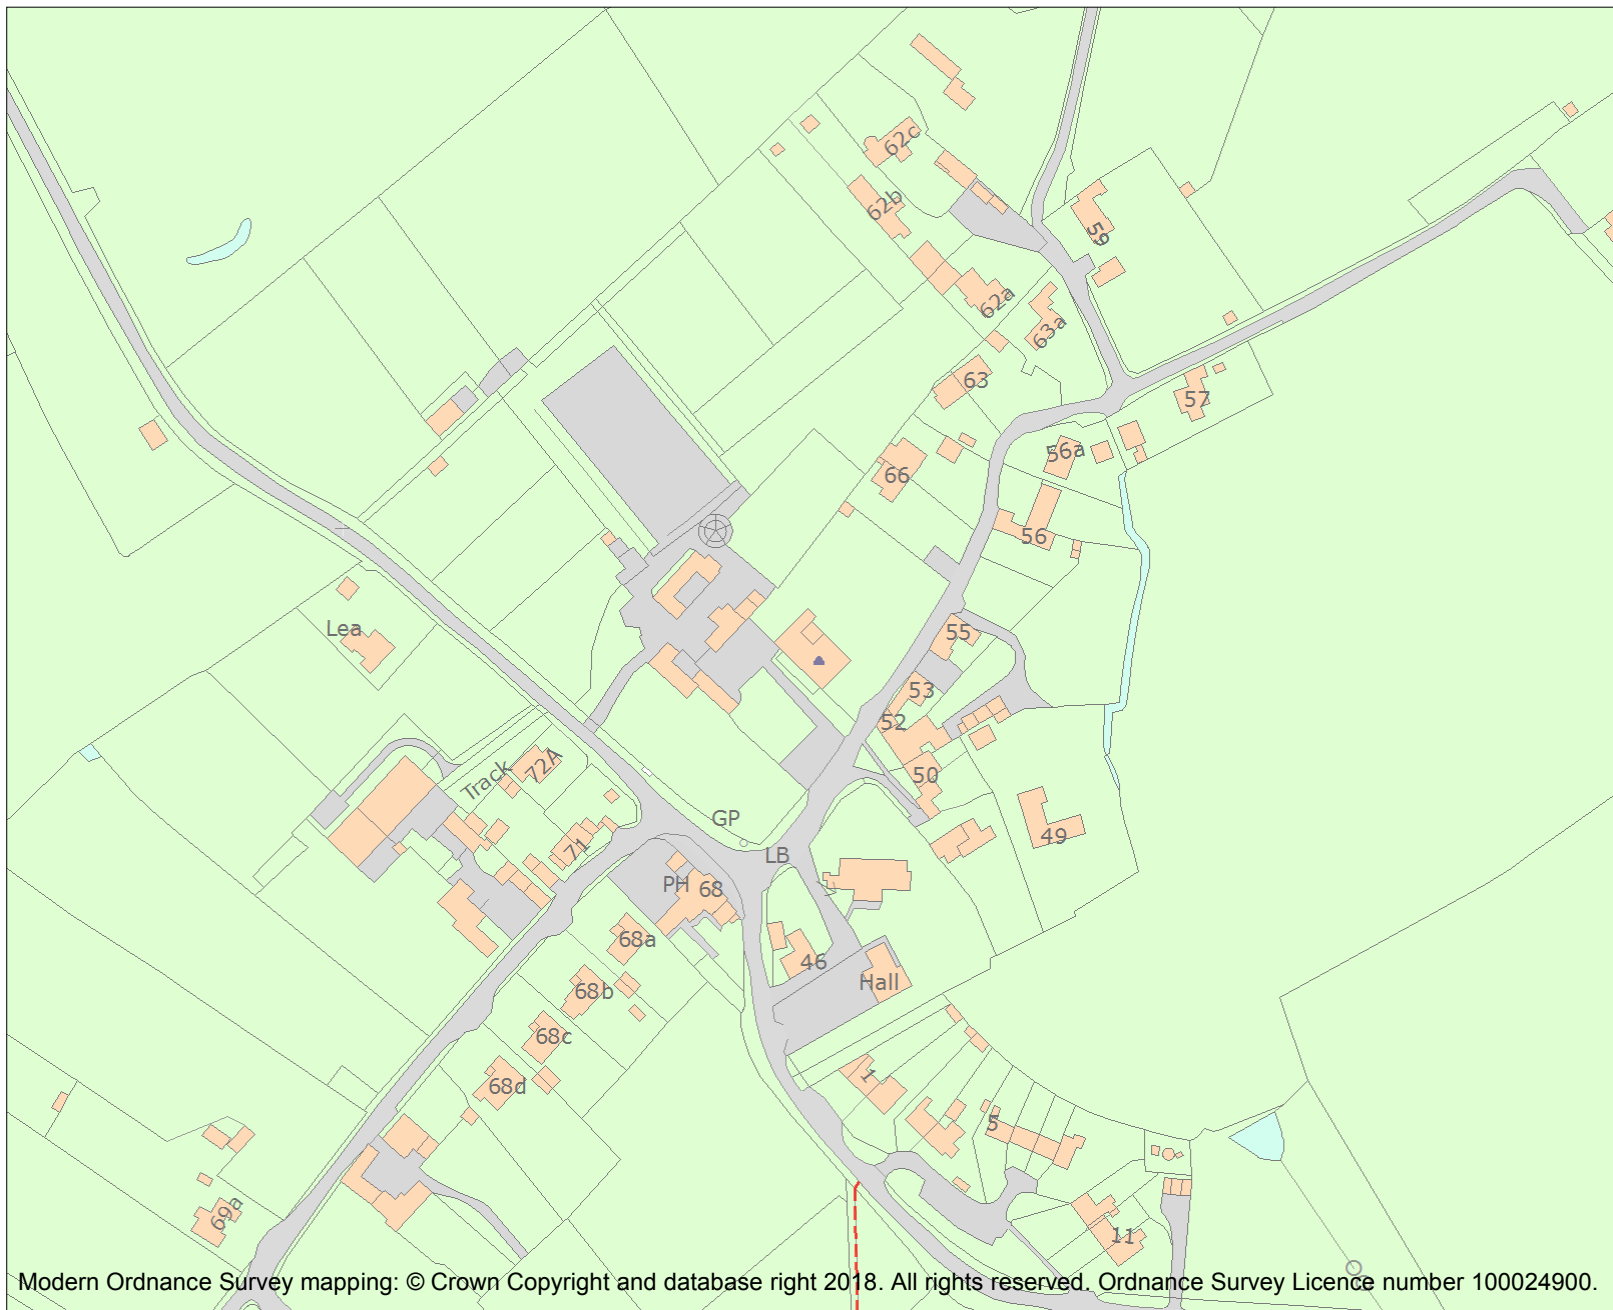 62c
62b
59
62a
63a
63
57
56a
66
56
Lea
55
53
52
72A
Track
50
GP
49
71
LB
PH
68
68a
46
Hall
68b
68c
1
68d
5
69a
11
Modern Ordnance Survey mapping: © Crown Copyright and database right 2018. All rights reserved. Ordnance Survey Licence number 100024900.